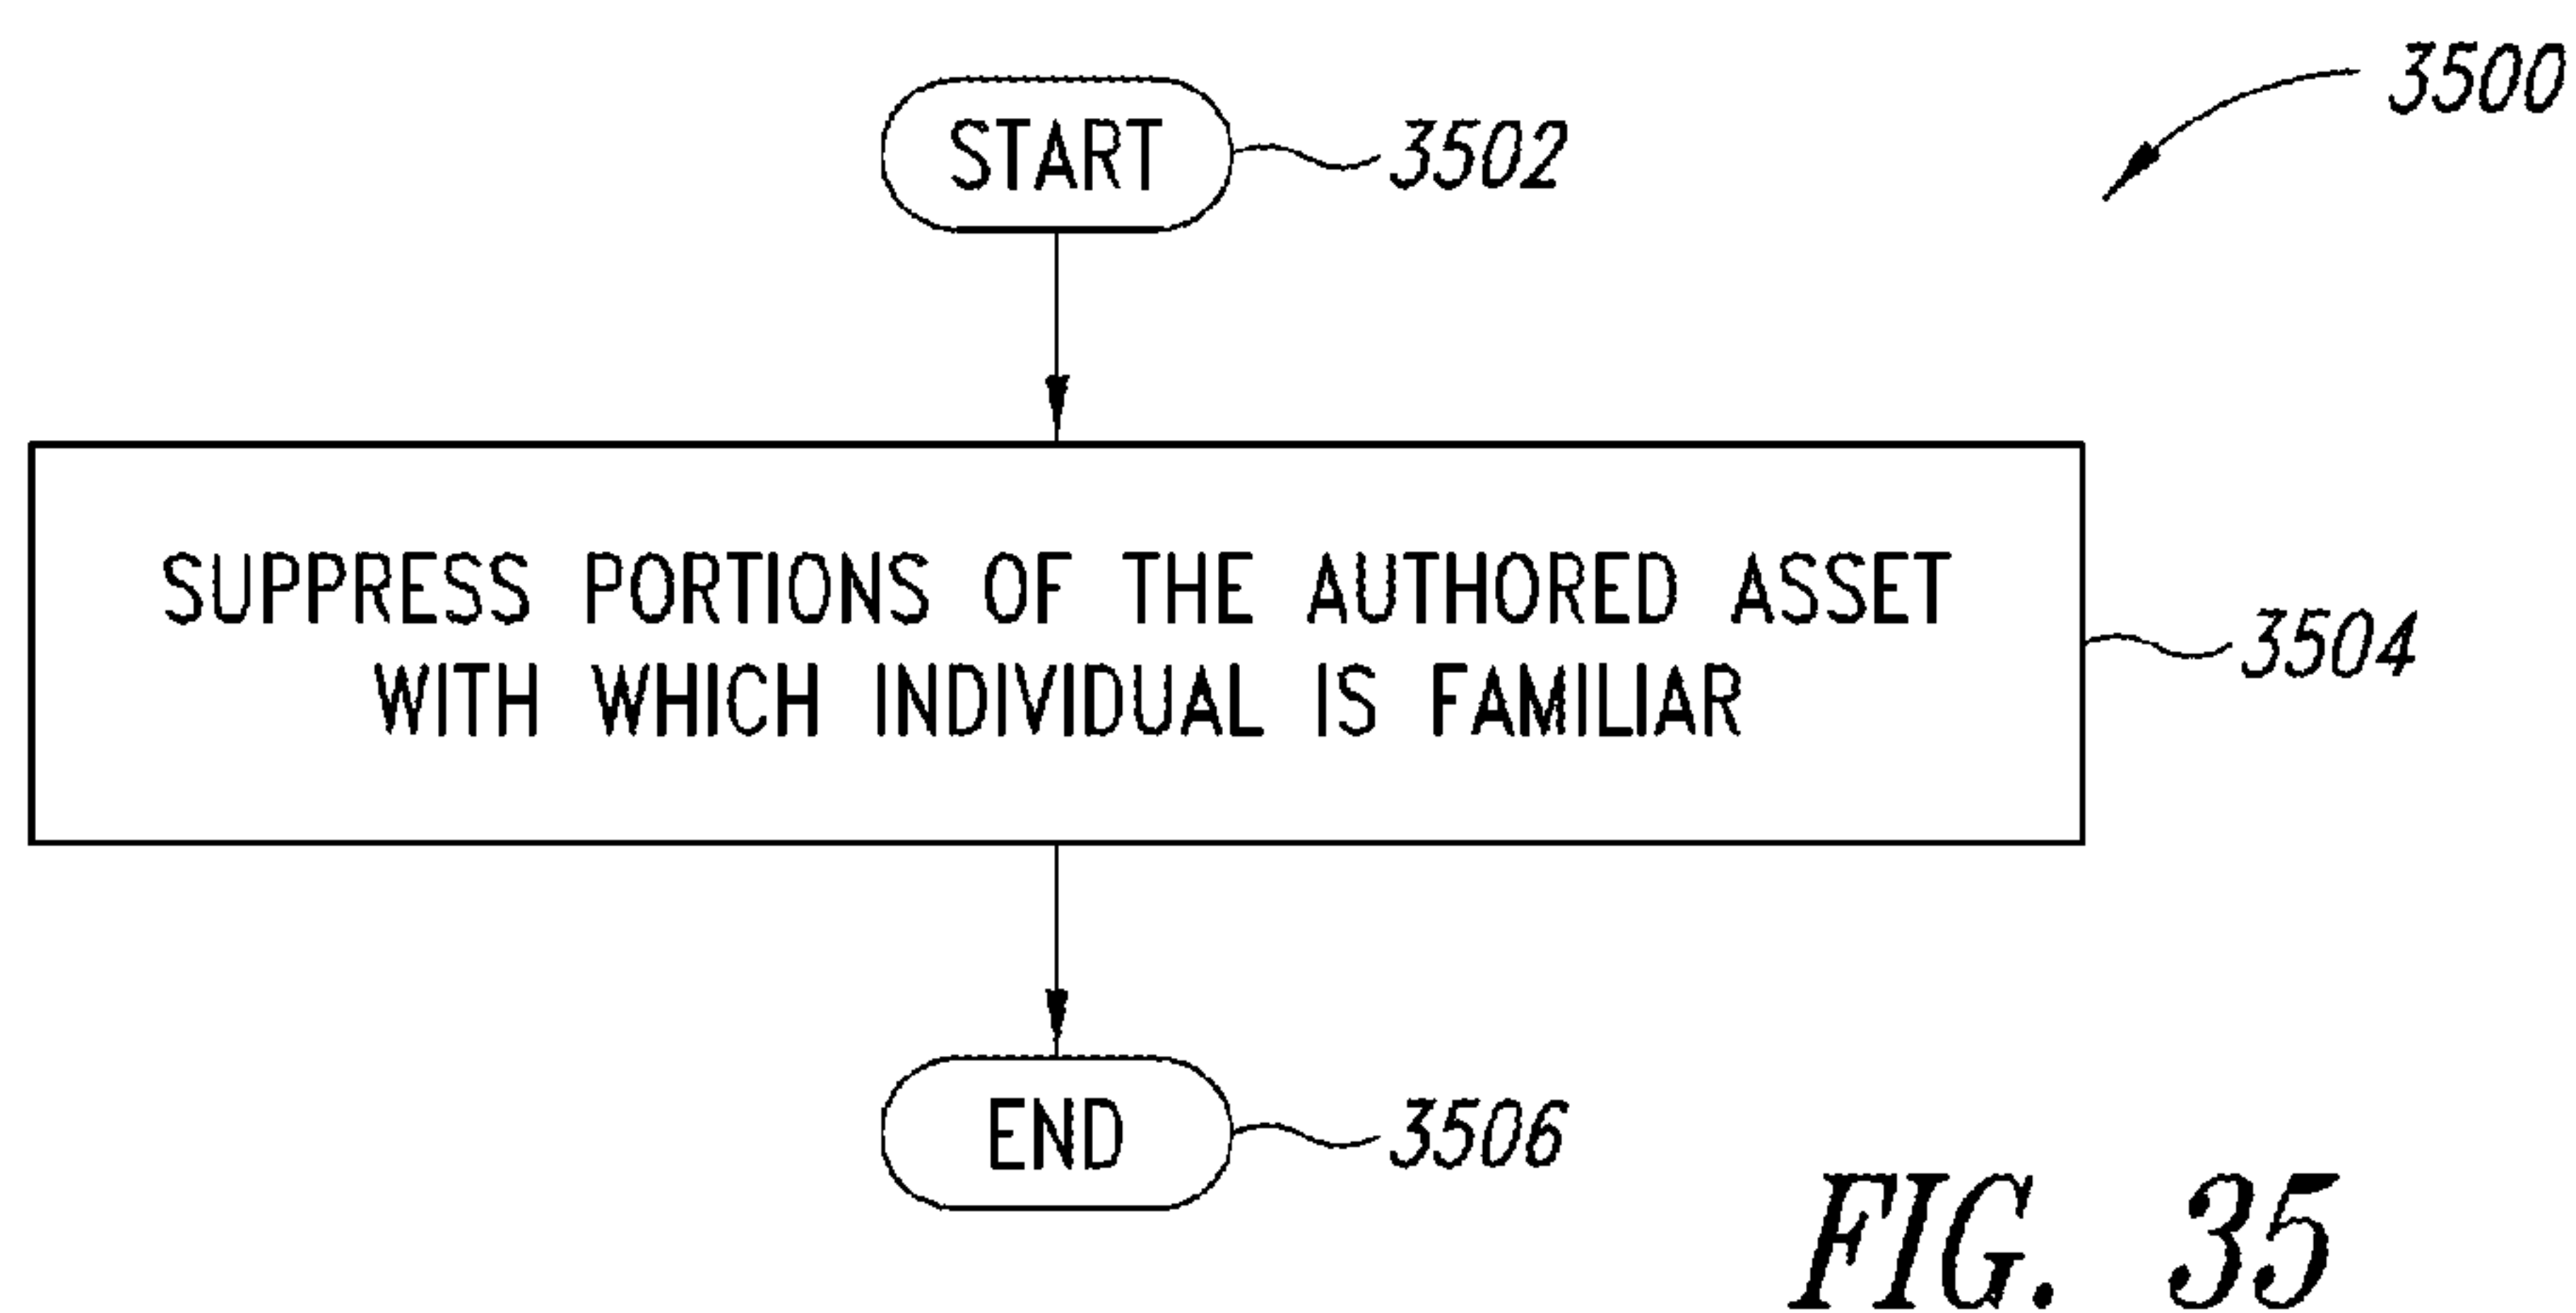 3500
START
3502
SUPPRESS PORTIONS OF THE AUTHORED ASSET
WITH WHICH INDIVIDUAL IS FAMILIAR
3504
END
3506
FIG. 35